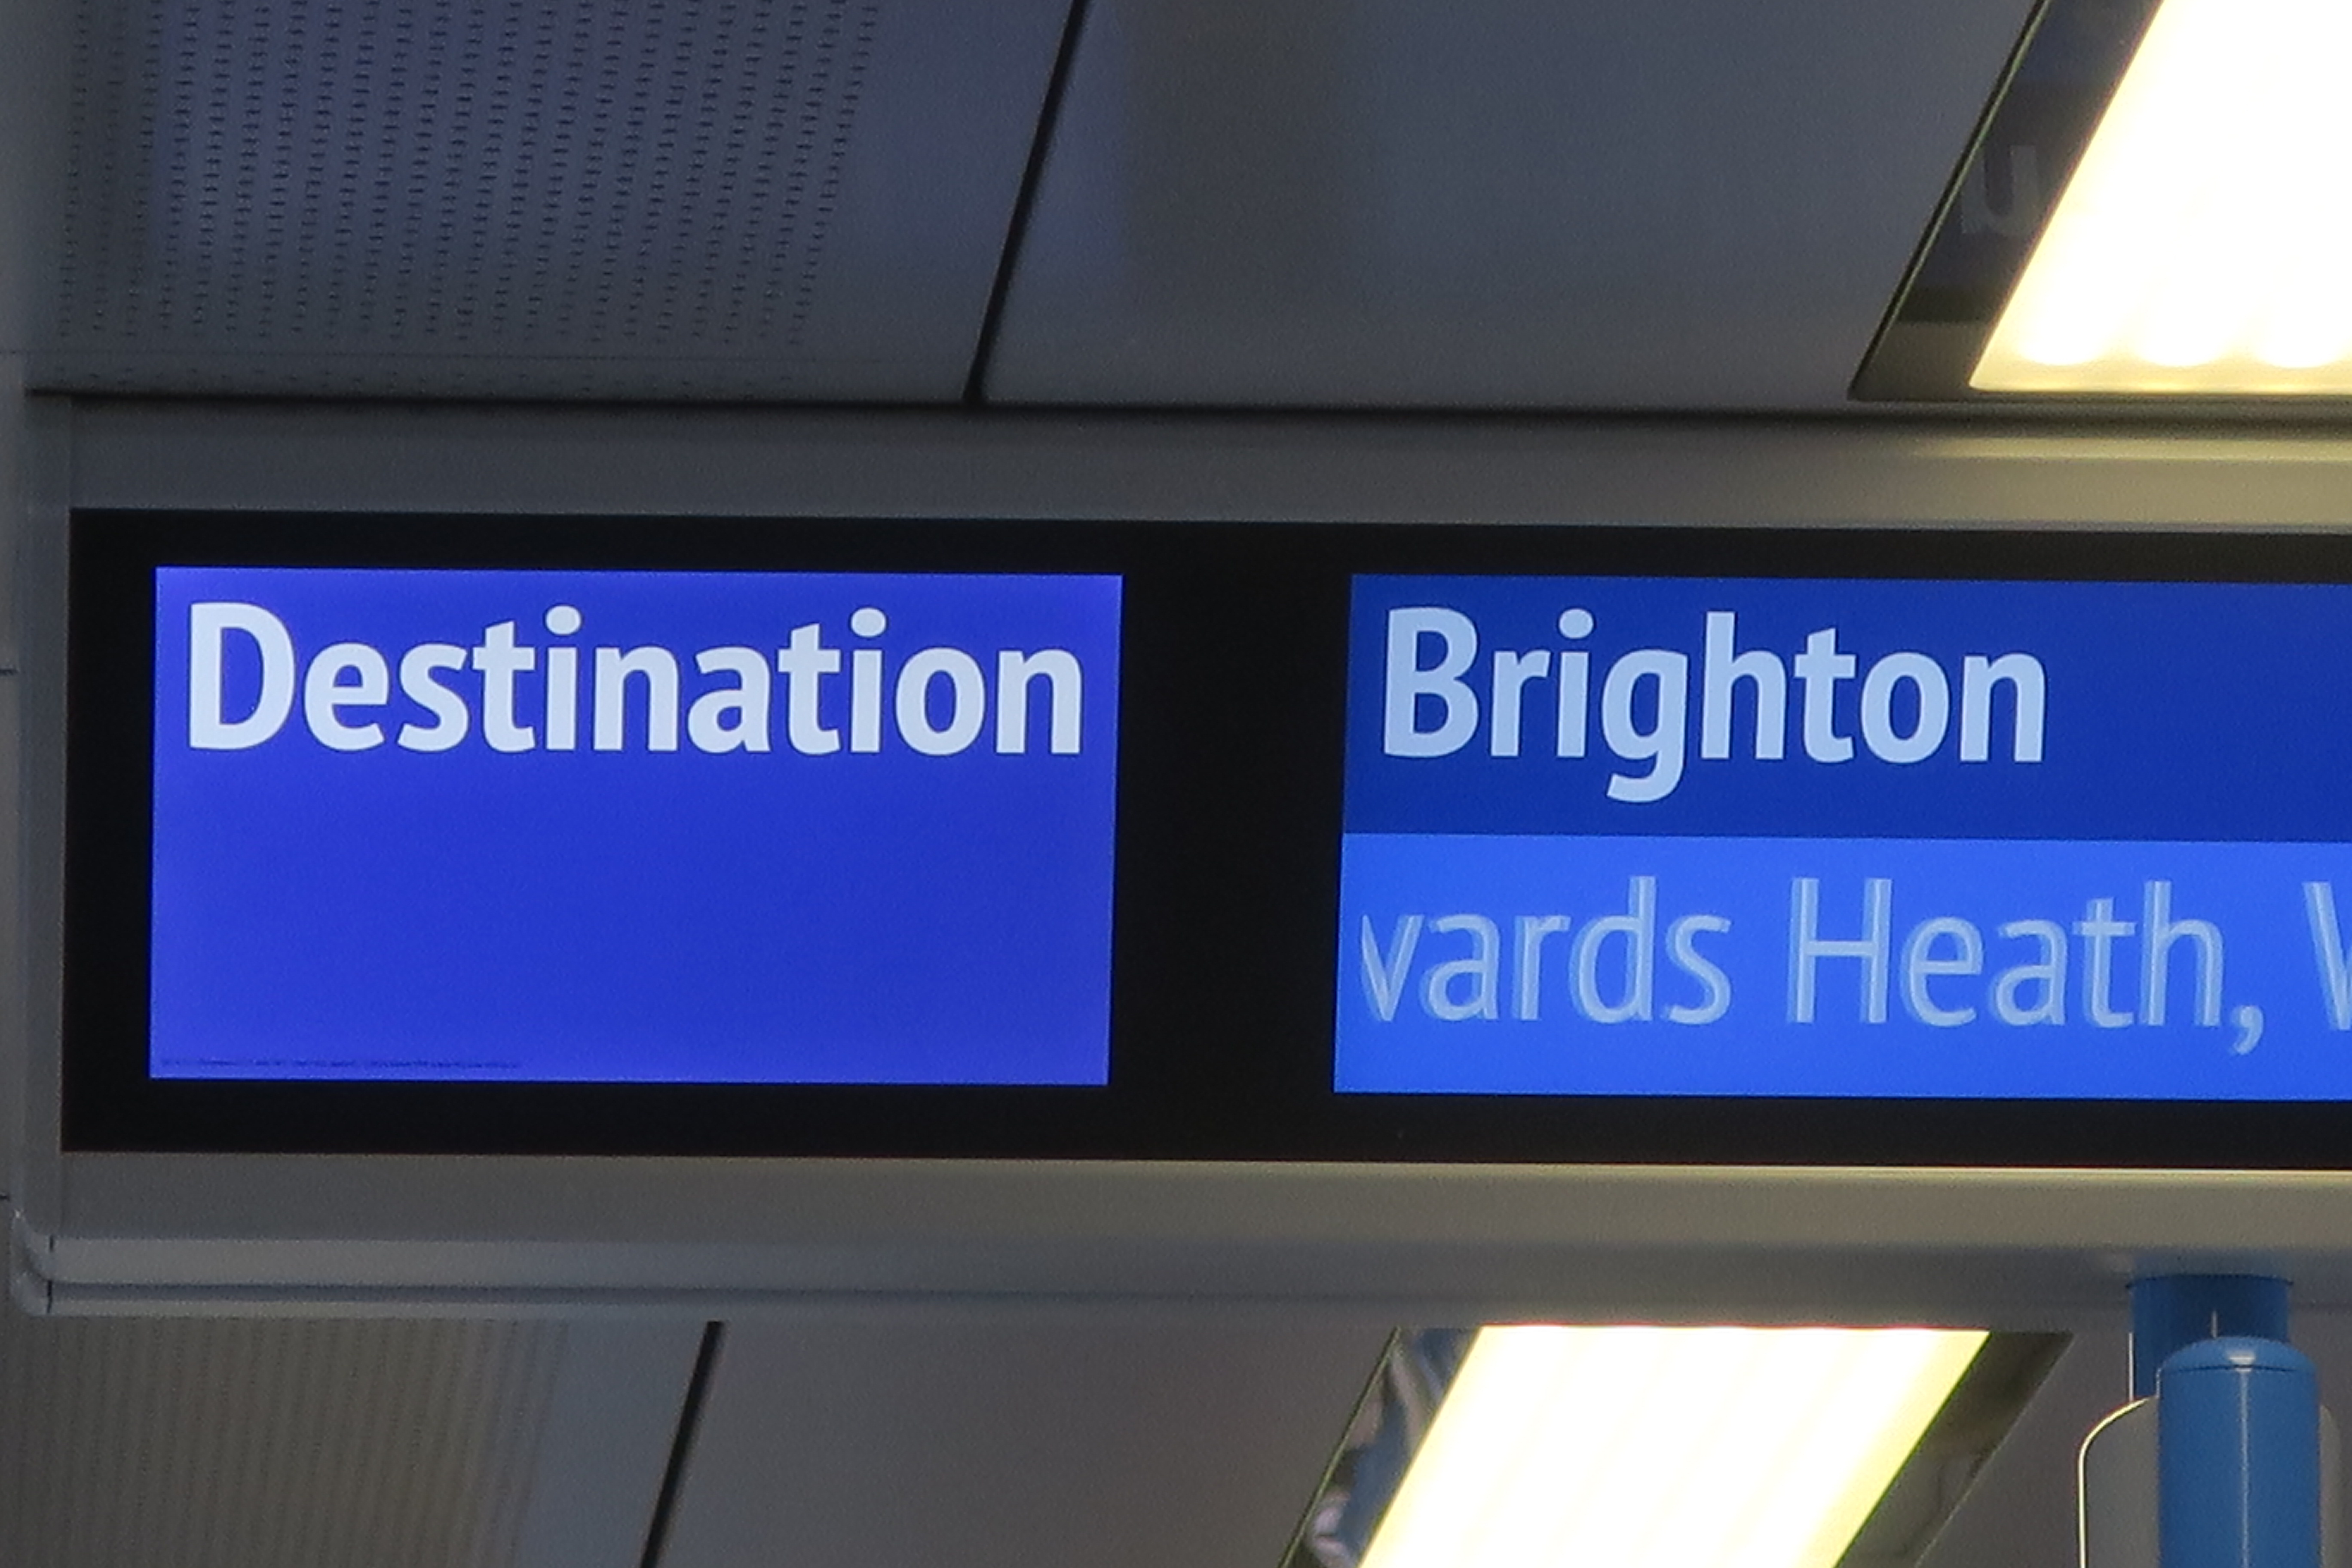 Destination
Brighton
vards Heath, V